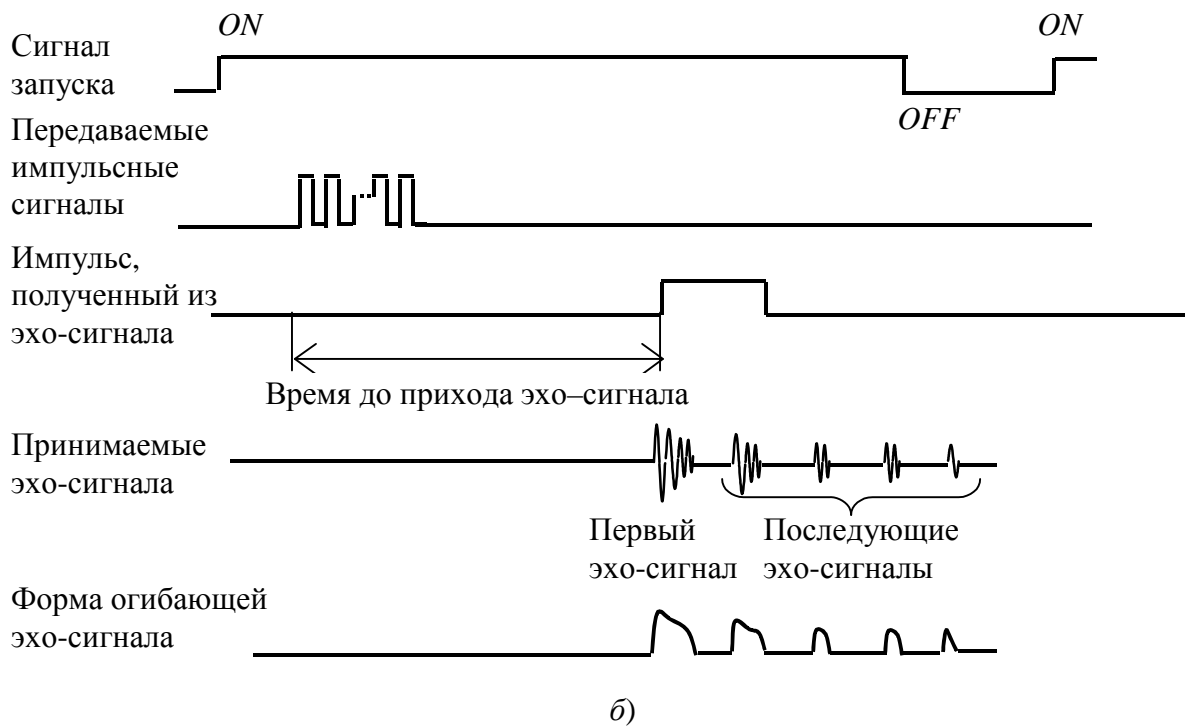 ON
ON
Сигнал
запуска
OFF
Передаваемые
импульсные
сигналы
Импульс,
полученный из
эхо-сигнала
Время до прихода эхо–сигнала
Принимаемые
эхо-сигнала
Первый
эхо-сигнал
Последующие
эхо-сигналы
Форма огибающей
эхо-сигнала
б)